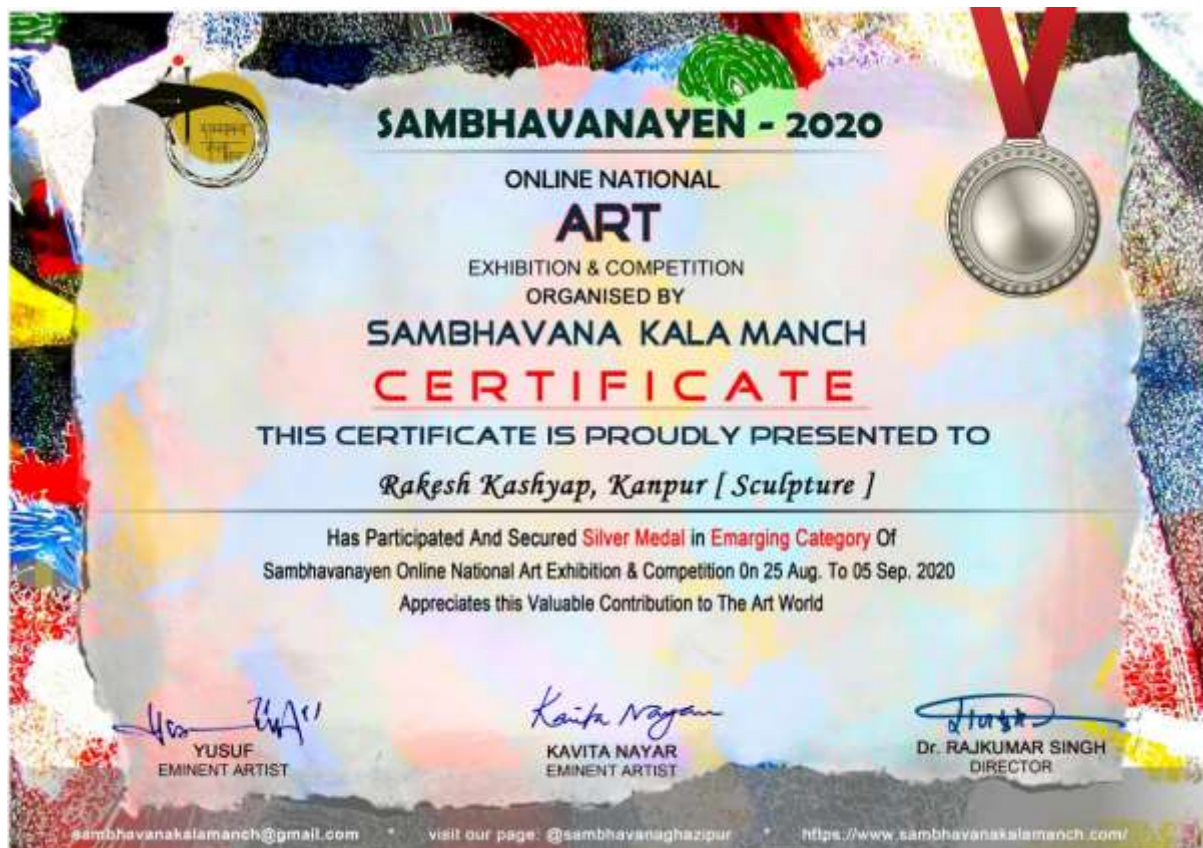 SAMBHAVANAYEN - 2020
ONLINE NATIONAL
ART
EXHIBITION & COMPETITION
ORGANISED BY
SAMBHAVANA KALA MANCH
CERTIFICATE
THIS CERTIFICATE IS PROUDLY PRESENTED TO
Rakesh Kashyap, Kanpur [ Sculpture ]
Has Participated And Secured Silver Medal in Emarging Category Of
Sambhavanayen Online National Art Exhibition & Competition 0n 25 Aug. To 05 Sep. 2020
Appreciates this Valuable Contribution to The Art World
Kavita Nayar
YUSUF
EMINENT ARTIST
KAVITA NAYAR
EMINENT ARTIST
Dr. RAJKUMAR SINGH
DIRECTOR
sambhavanakalamanch@gmail.com * visit our page: @sambhavanaghazipur * https://www.sambhavanakalamanch.com/